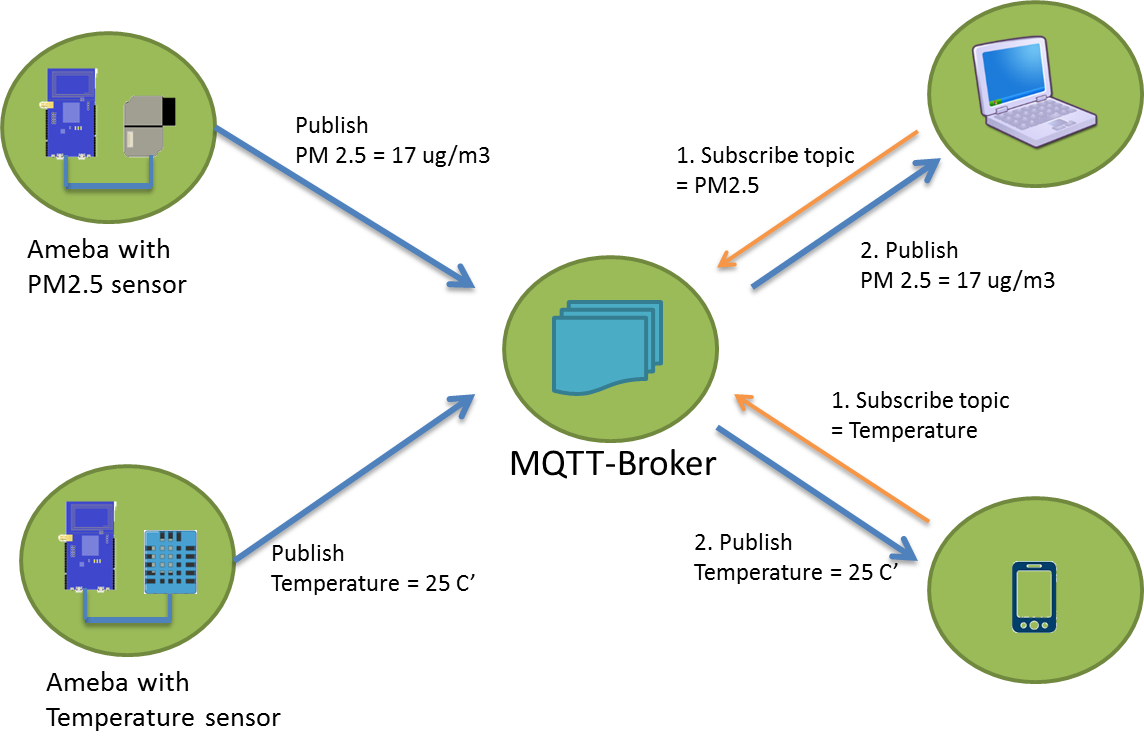 Publish
PM 2.5 = 17 ug/m3
1. Subscribe topic
= PM2.5
Ameba with
PM2.5 sensor
2. Publish
PM 2.5 = 17 ug/m3
1. Subscribe topic
= Temperature
MQTT-Broker
Publish
Temperature = 25 C’
2. Publish
Temperature = 25 C’
Ameba with
Temperature sensor